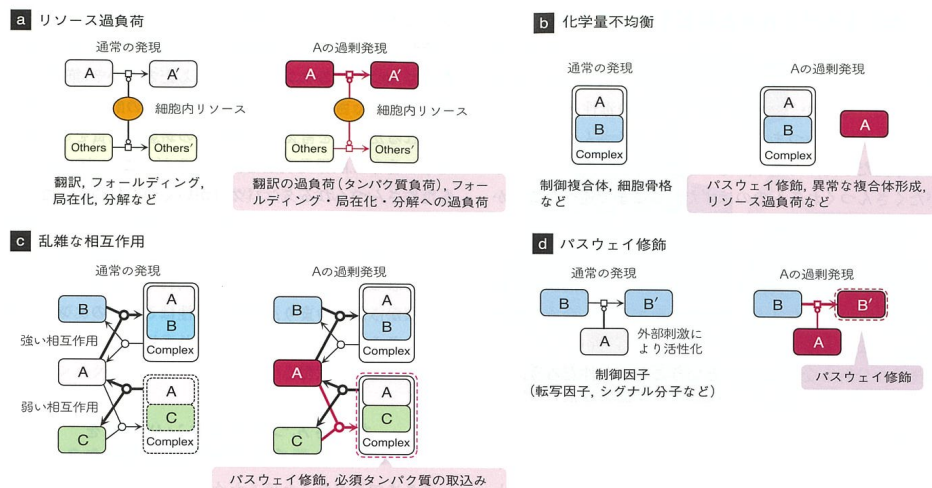 a リソース過負荷
通常の発現
A
A′
細胞内リソース
Others
Others′
翻訳, フォールディング,
局在化, 分解など
Aの過剰発現
A
A′
細胞内リソース
Others
Others′
翻訳の過負荷(タンパク質負荷), フォー
ルディング・局在化・分解への過負荷
b 化学量不均衡
通常の発現
A
B
Complex
制御複合体, 細胞骨格
など
Aの過剰発現
A
B
Complex
A
パスウェイ修飾, 異常な複合体形成,
リソース過負荷など
c 乱雑な相互作用
通常の発現
B
A
B
Complex
強い相互作用
A
弱い相互作用
A
C
Complex
C
Aの過剰発現
B
A
B
Complex
A
A
C
Complex
C
パスウェイ修飾, 必須タンパク質の取込み
d パスウェイ修飾
通常の発現
B
B′
A
外部刺激に
より活性化
制御因子
(転写因子, シグナル分子など)
Aの過剰発現
B
B′
A
パスウェイ修飾